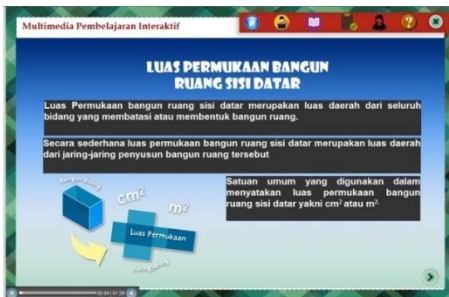 Multimedia Pembelajaran Interaktif
LUAS PERMUKAAN BANGUN
RUANG SISI DATAR
Luas Permukaan bangun ruang sisi datar merupakan luas daerah dari seluruh
bidang yang membatasi atau membentuk bangun ruang.
Secara sederhana luas permukaan bangun ruang sisi datar merupakan luas daerah
dari jaring-jaring penyusun bangun ruang tersebut
Bangun Ruang
cm²
m²
Luas Permukaan
Satuan umum yang digunakan dalam
menyatakan luas permukaan bangun
ruang sisi datar yakni cm² atau m²